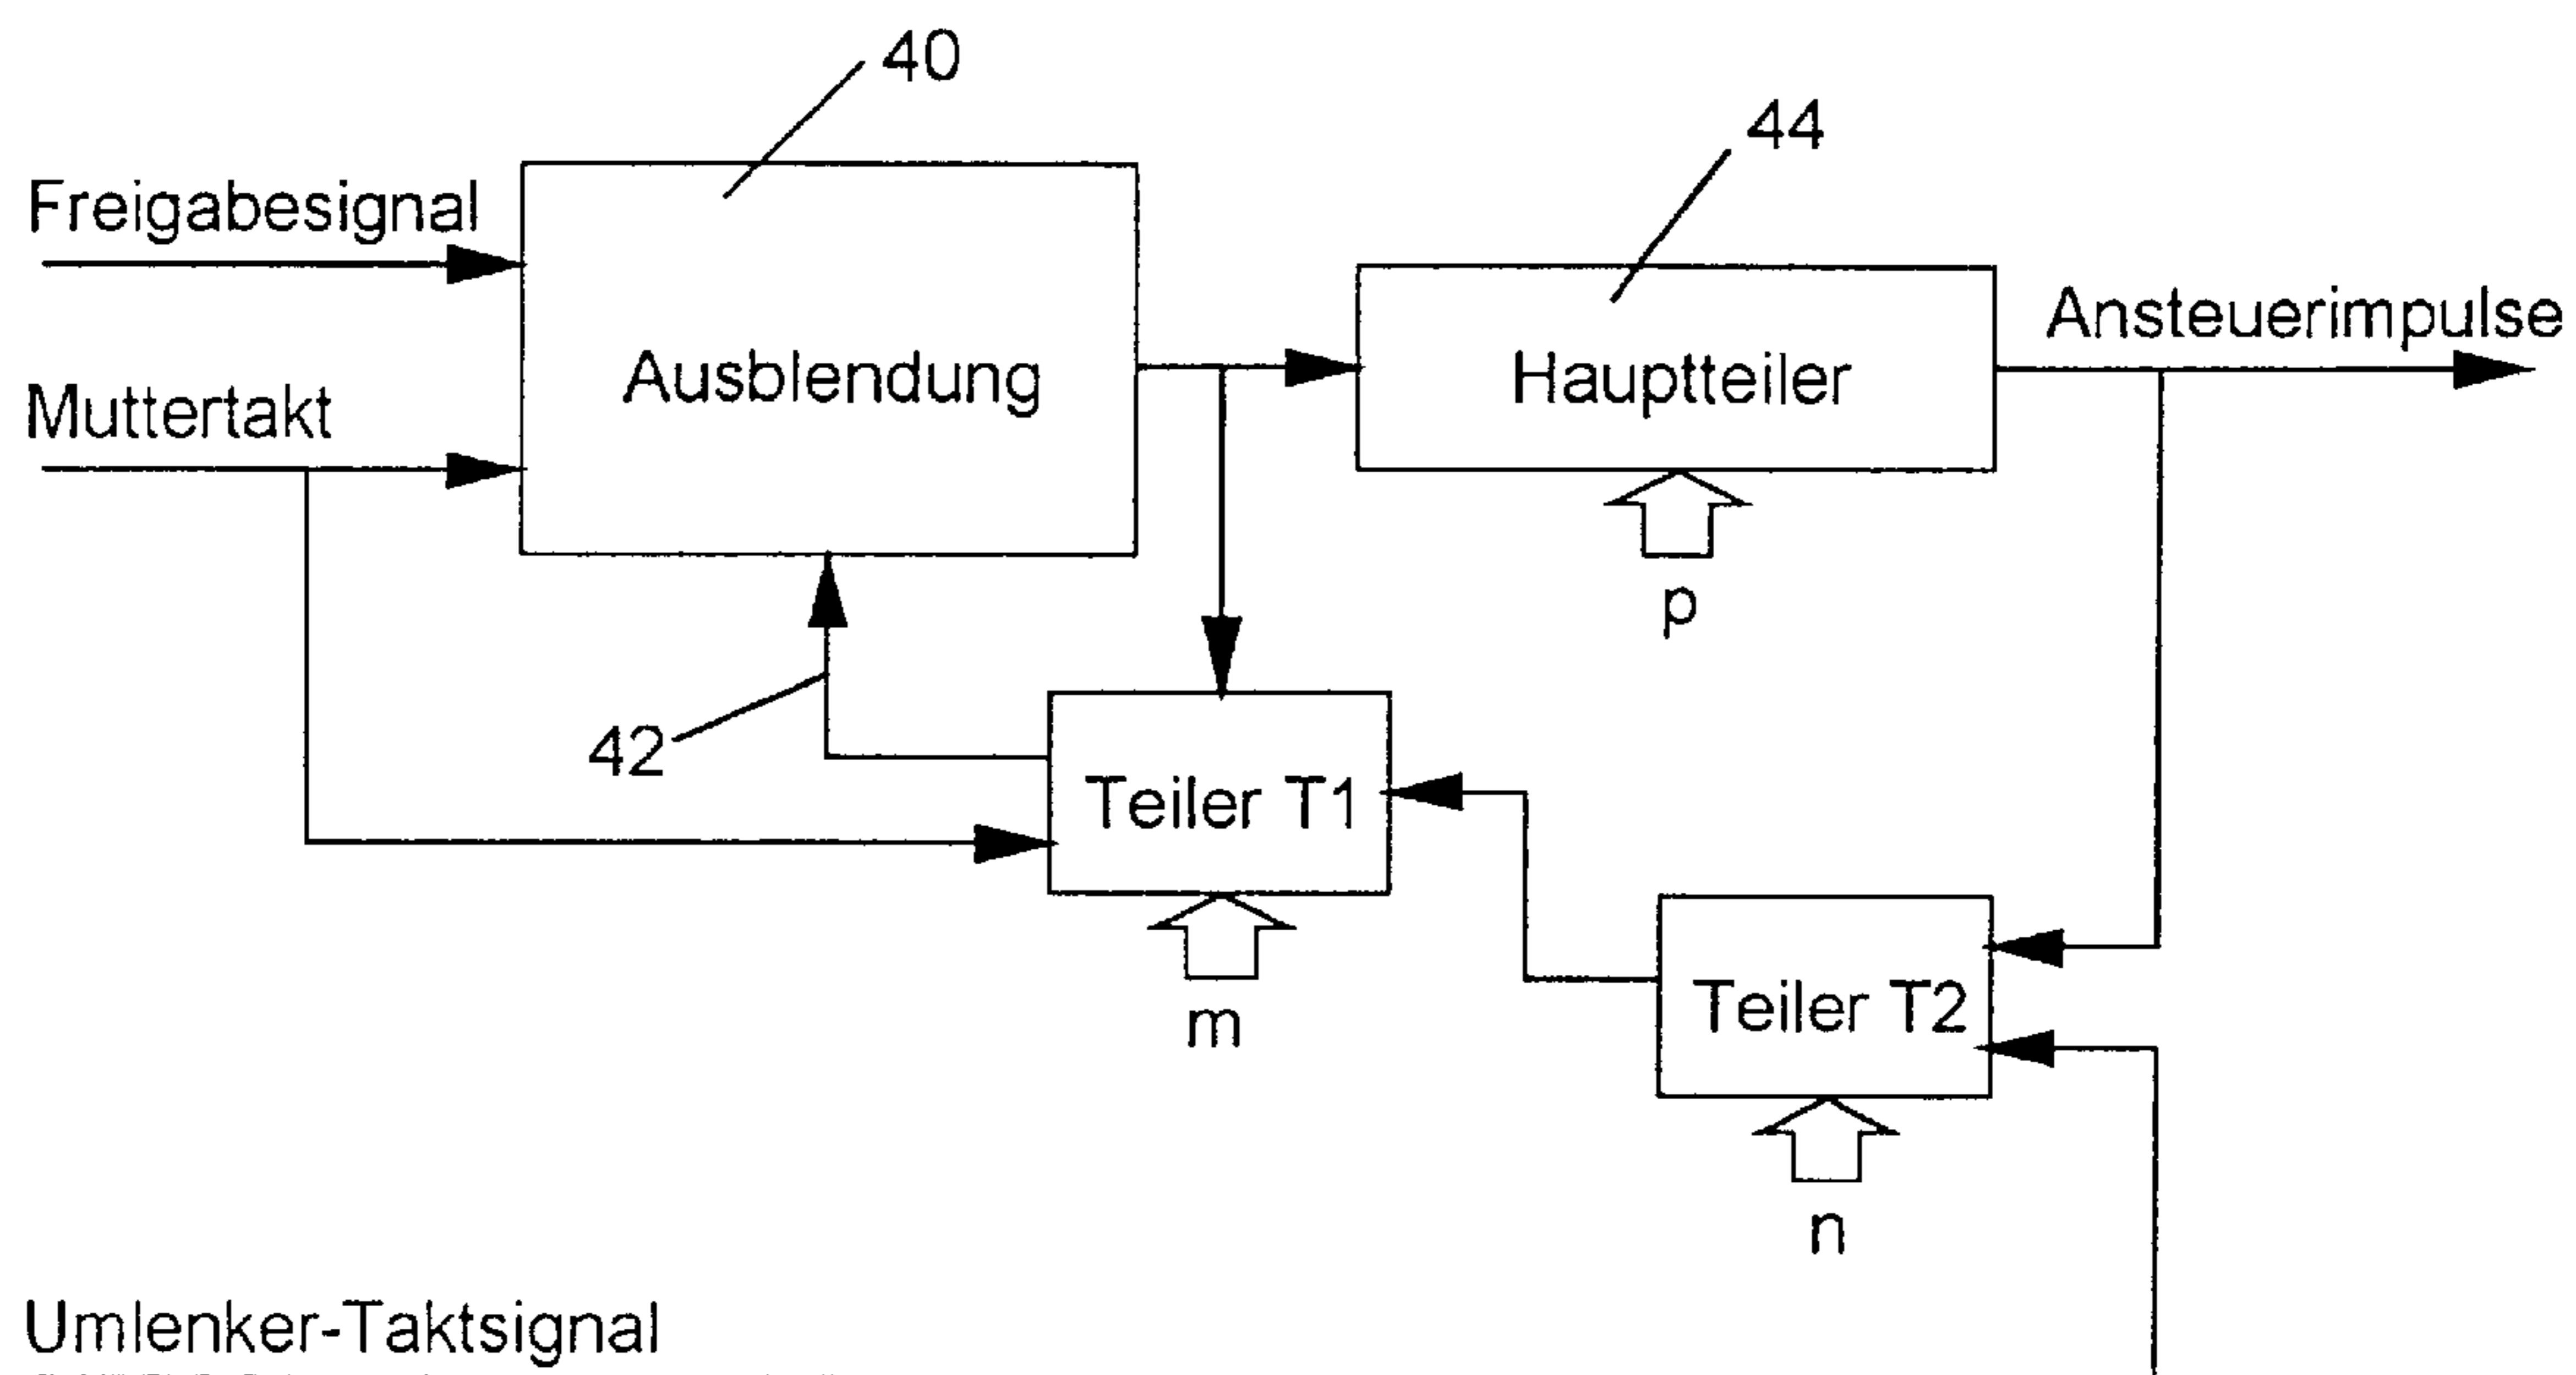 40
44
Freigabesignal
Ansteuerimpulse
Ausblendung
Hauptteiler
Muttertakt
p
42
Teiler T1
Teiler T2
m
n
Umlenker-Taktsignal